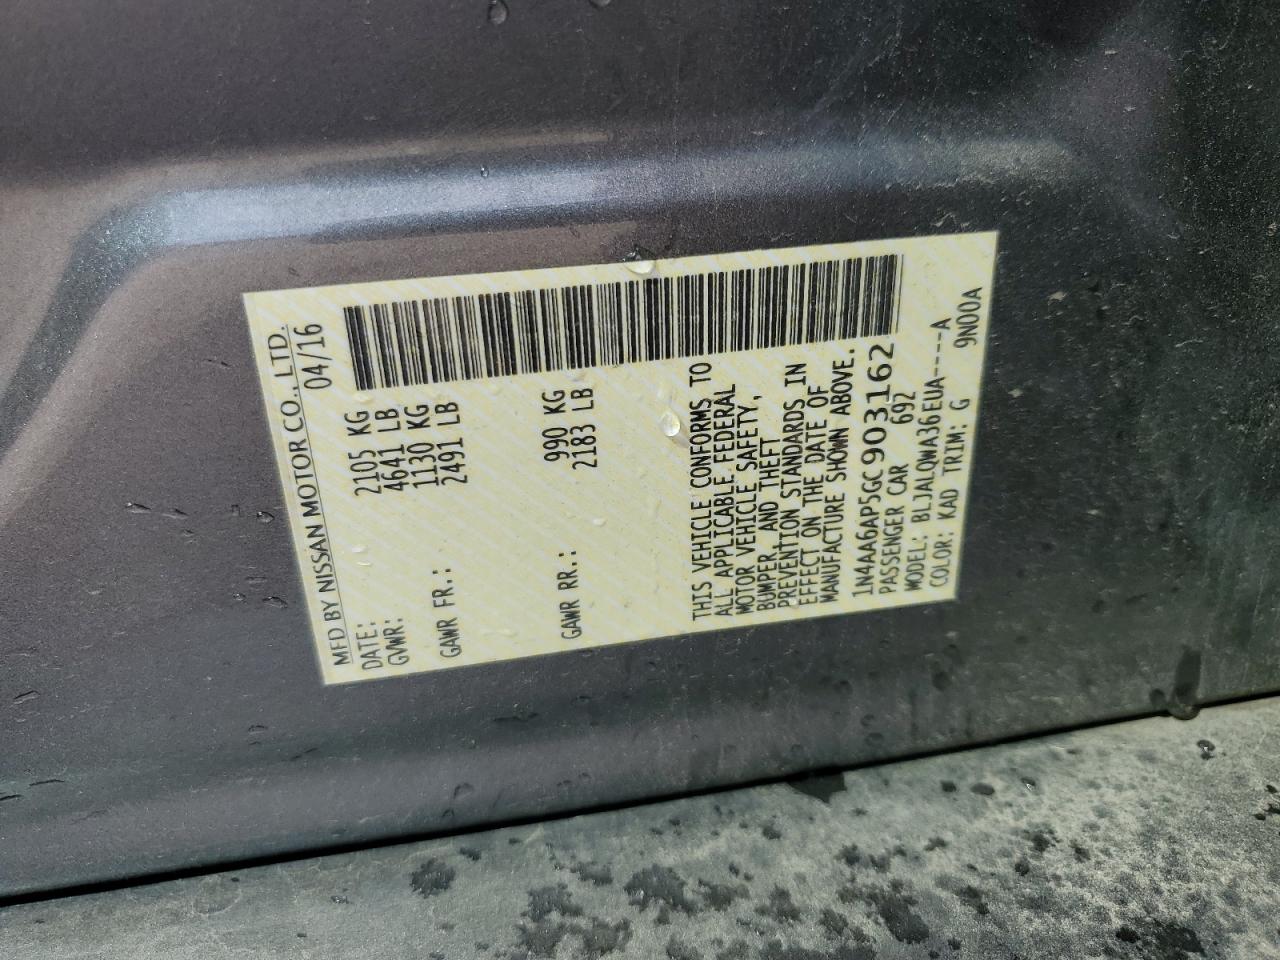 MFD BY NISSAN MOTOR CO., LTD.
DATE: 04/16
GVWR: 2105 KG
4641 LB
GAWR FR.: 1130 KG
2491 LB
GAWR RR.: 990 KG
2183 LB
THIS VEHICLE CONFORMS TO
ALL APPLICABLE FEDERAL
MOTOR VEHICLE SAFETY,
BUMPER, AND THEFT
PREVENTION STANDARDS IN
EFFECT ON THE DATE OF
MANUFACTURE SHOWN ABOVE.
1N4AA6AP5GC903162
PASSENGER CAR 692
MODEL: BLJALQWA36EUA-----A
COLOR: KAD TRIM: G 9N00A